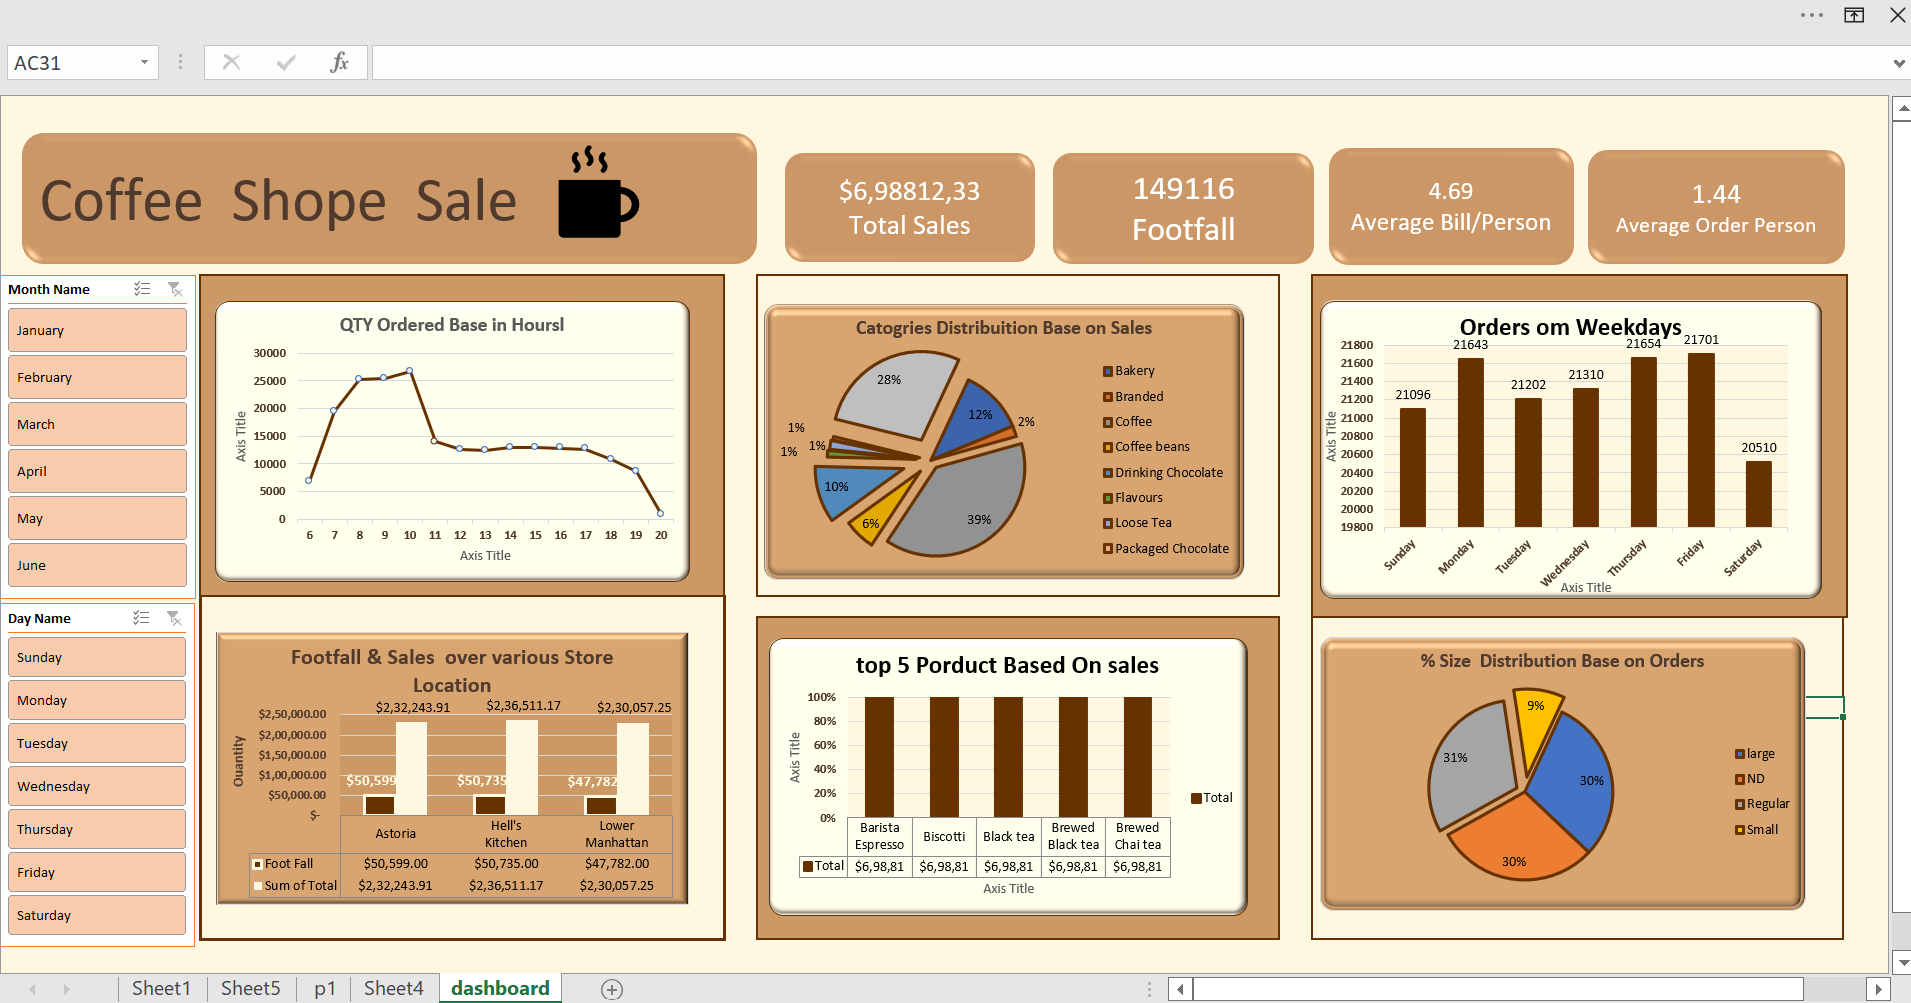 AC31
fx
Coffee Shope Sale
$6,98812,33
Total Sales
149116
Footfall
4.69
Average Bill/Person
1.44
Average Order Person
Month Name
January
February
March
April
May
June
Day Name
Sunday
Monday
Tuesday
Wednesday
Thursday
Friday
Saturday
QTY Ordered Base in Hoursl
30000
25000
20000
15000
10000
5000
0
Axis Title
6 7 8 9 10 11 12 13 14 15 16 17 18 19 20
Axis Title
Catogries Distribuition Base on Sales
28%
12%
2%
1%
1%
1%
10%
6%
39%
Bakery
Branded
Coffee
Coffee beans
Drinking Chocolate
Flavours
Loose Tea
Packaged Chocolate
Orders om Weekdays
21800
21600
21400
21200
21000
20800
20600
20400
20200
20000
19800
Axis Title
21096 21643 21202 21310 21654 21701 20510
Sunday Monday Tuesday Wednesday Thursday Friday Saturday
Axis Title
Footfall & Sales over various Store
Location
$2,50,000.00
$2,00,000.00
$1,50,000.00
$1,00,000.00
$50,000.00
$-
Quantity
$2,32,243.91 $2,36,511.17 $2,30,057.25
$50,599 $50,735 $47,782
Astoria Hell's Kitchen Lower Manhattan
Foot Fall $50,599.00 $50,735.00 $47,782.00
Sum of Total $2,32,243.91 $2,36,511.17 $2,30,057.25
top 5 Porduct Based On sales
100%
80%
60%
40%
20%
0%
Axis Title
Barista Espresso Biscotti Black tea Brewed Black tea Brewed Chai tea
Total $6,98,81 $6,98,81 $6,98,81 $6,98,81 $6,98,81
Axis Title
Total
% Size Distribution Base on Orders
9%
31%
30%
30%
large
ND
Regular
Small
Sheet1 Sheet5 p1 Sheet4 dashboard